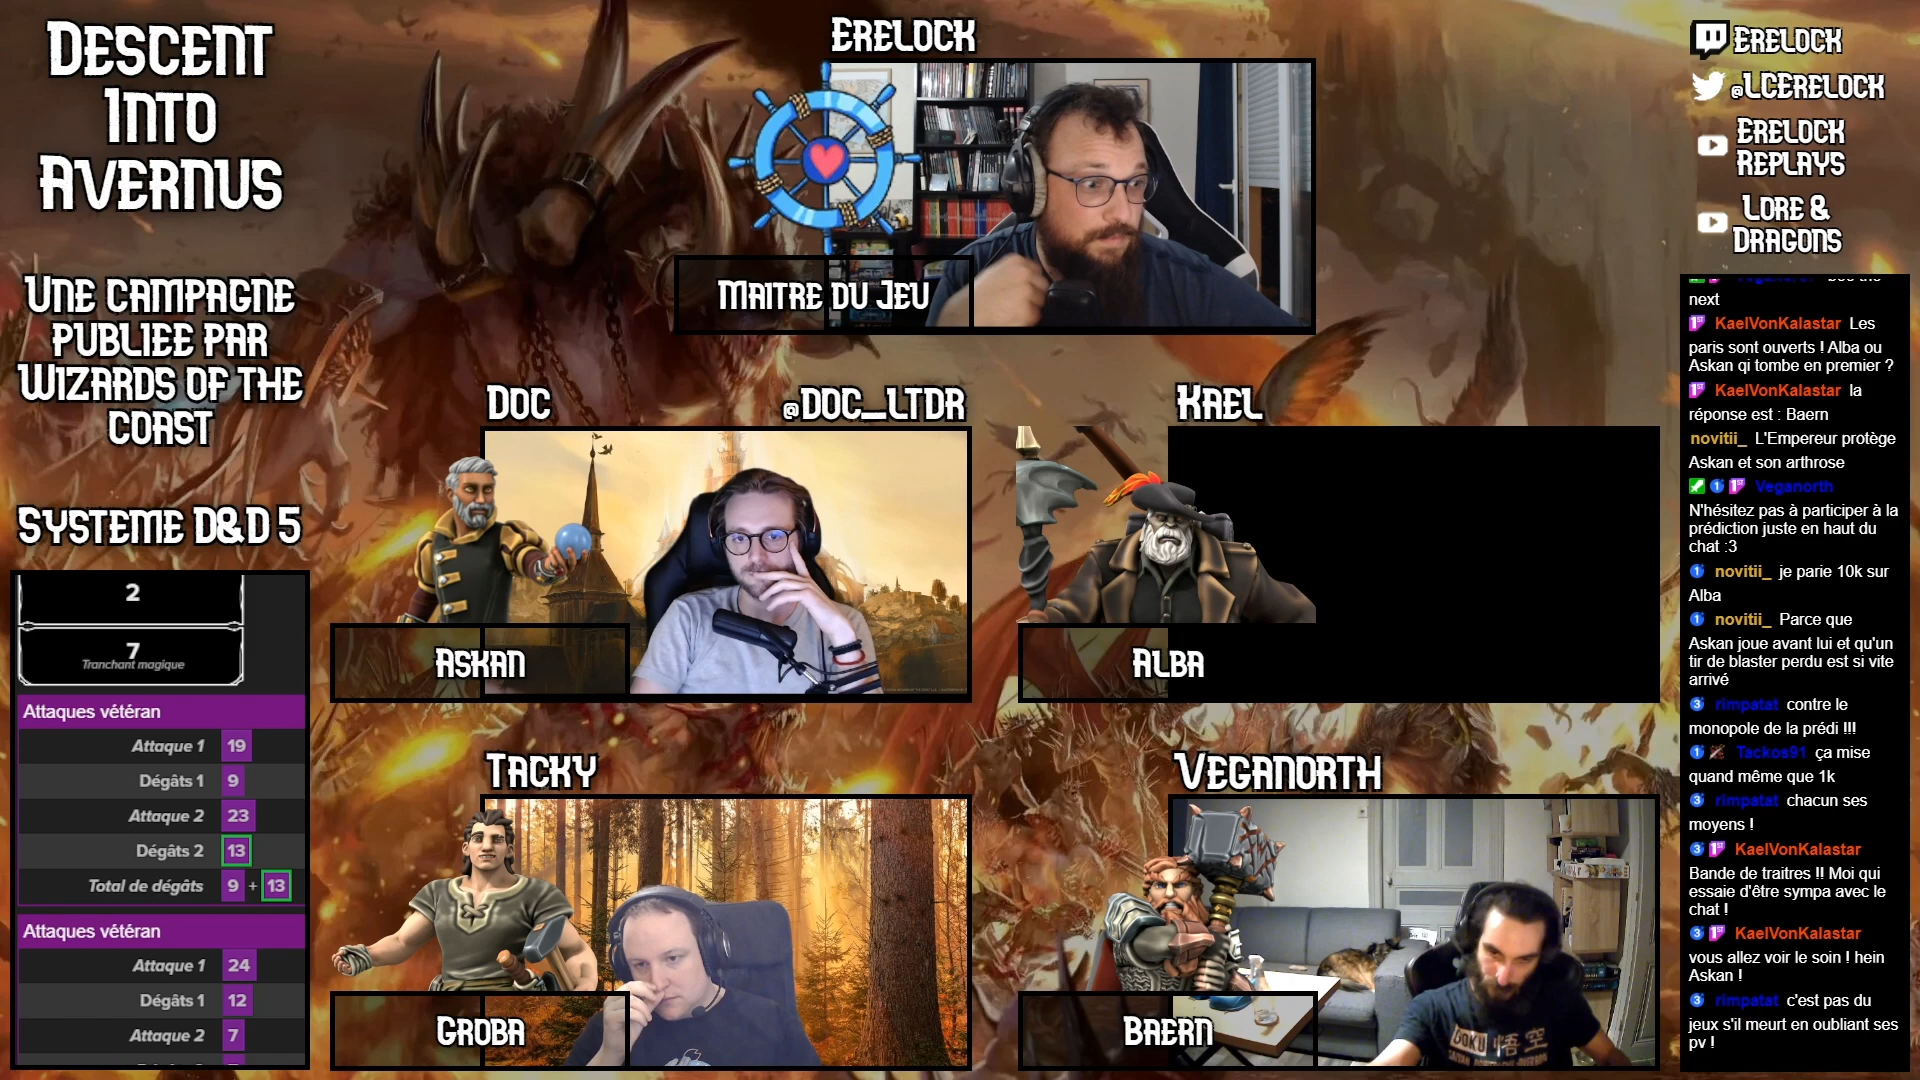 DESCENT
INTO
AVERNUS
UNE CAMPAGNE
PUBLIEE PAR
WIZARDS OF THE
COAST
SYSTEME D&D 5
2
7
Tranchant magique
Attaques vétéran
Attaque 1 19
Dégâts 1 9
Attaque 2 23
Dégâts 2 13
Total de dégâts 9 + 13
Attaques vétéran
Attaque 1 24
Dégâts 1 12
Attaque 2 7
ERELOCK
MAITRE DU JEU
DOC @DOC_LTDR
ASKAN
KAEL
ALBA
TACKY
GROBA
VEGANORTH
BAERN
GOKU 悟空
ERELOCK
@LCERELOCK
ERELOCK
REPLAYS
LORE &
DRAGONS
next
KaelVonKalastar Les
paris sont ouverts ! Alba ou
Askan qi tombe en premier ?
KaelVonKalastar la
réponse est : Baern
novitii_ L'Empereur protège
Askan et son arthrose
Veganorth
N'hésitez pas à participer à la
prédiction juste en haut du
chat :3
novitii_ je parie 10k sur
Alba
novitii_ Parce que
Askan joue avant lui et qu'un
tir de blaster perdu est si vite
arrivé
rimpatat contre le
monopole de la prédi !!!
Tackos91 ça mise
quand même que 1k
rimpatat chacun ses
moyens !
KaelVonKalastar
Bande de traitres !! Moi qui
essaie d'être sympa avec le
chat !
KaelVonKalastar
vous allez voir le soin ! hein
Askan !
rimpatat c'est pas du
jeux s'il meurt en oubliant ses
pv !